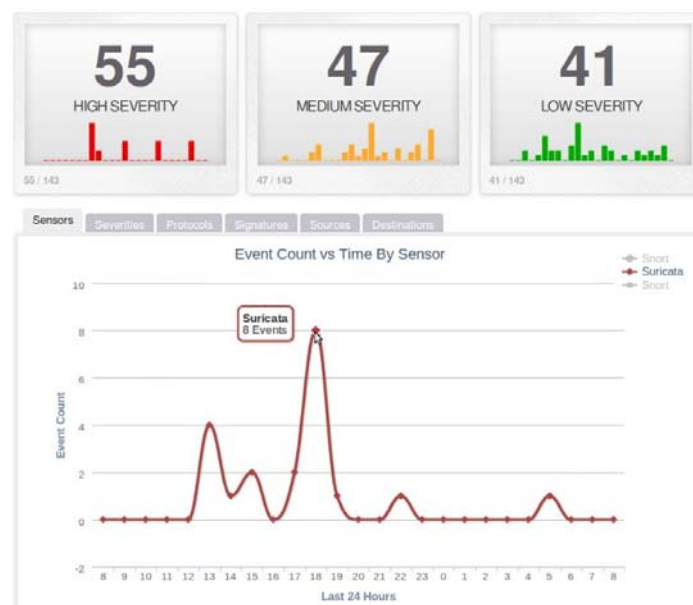 55
HIGH SEVERITY
55 / 143
47
MEDIUM SEVERITY
47 / 143
41
LOW SEVERITY
41 / 143
Sensors Severities Protocols Signatures Sources Destinations
Event Count vs Time By Sensor
Snort
Suricata
Snort
Suricata
8 Events
Event Count
10
8
6
4
2
0
-2
8 9 10 11 12 13 14 15 16 17 18 19 20 21 22 23 0 1 2 3 4 5 6 7 8
Last 24 Hours